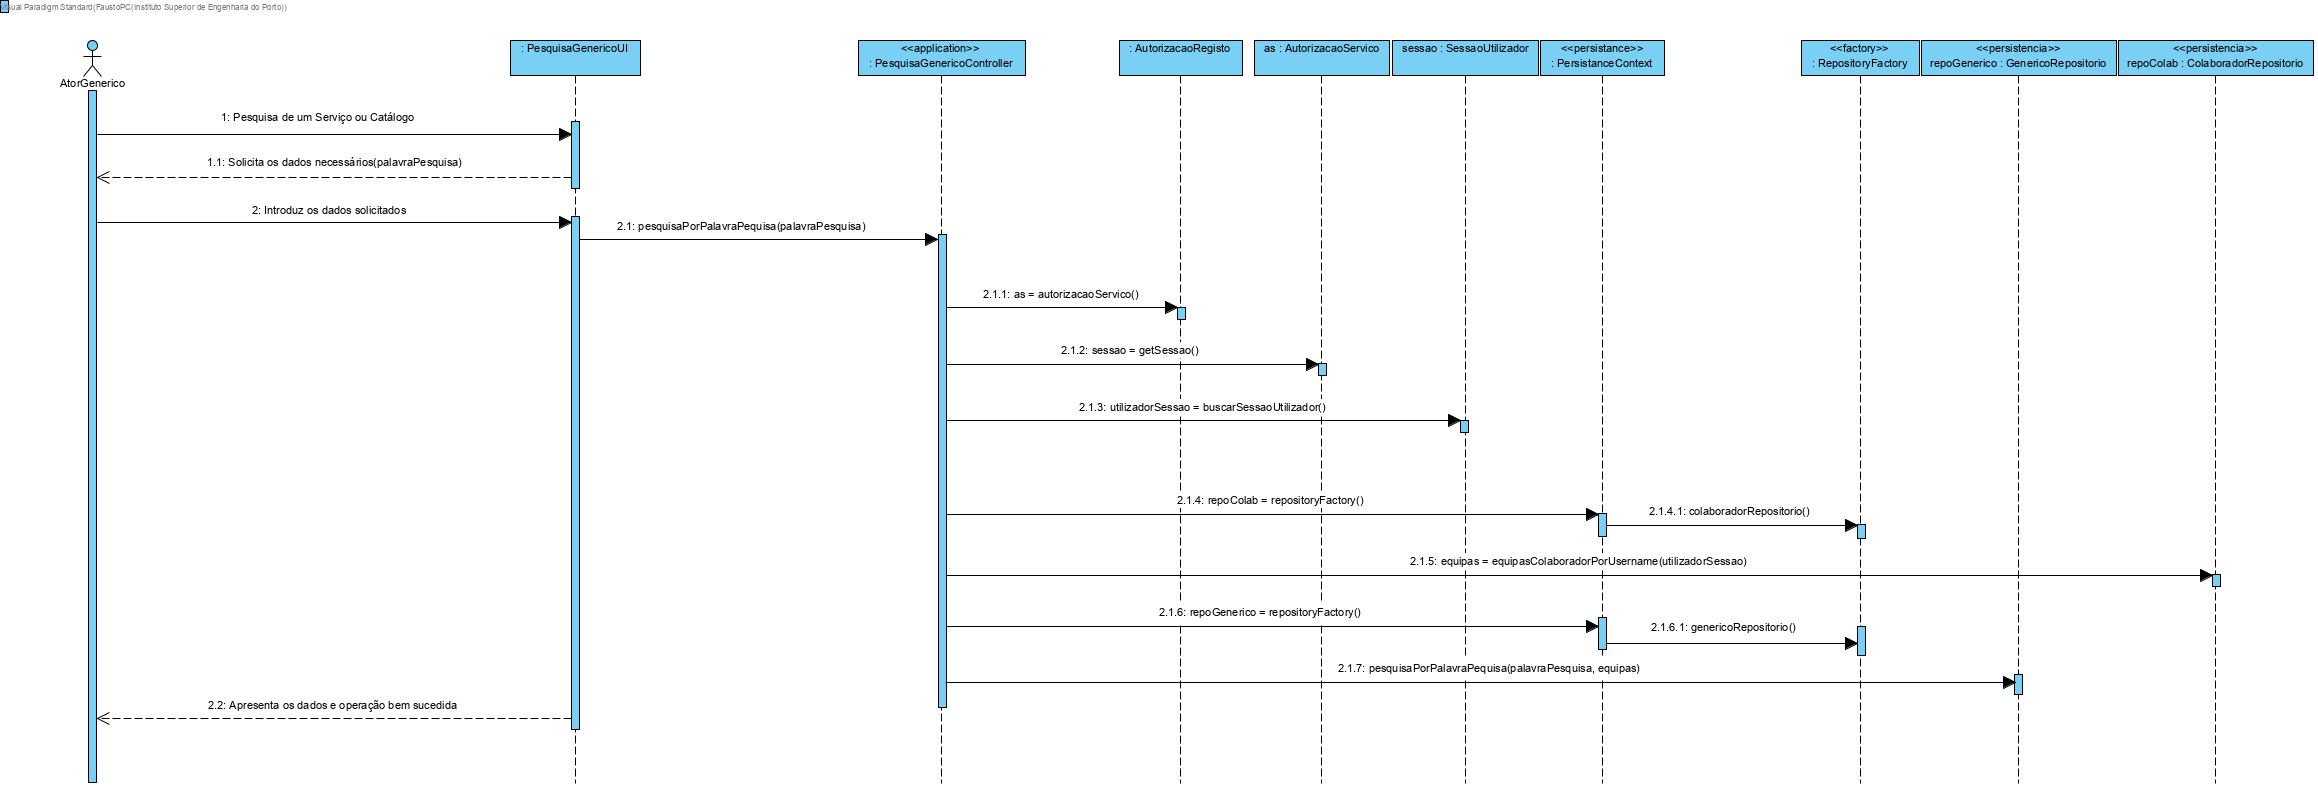 Visual Paradigm Standard(FaustoPC(Instituto Superior de Engenharia do Porto))
AtorGenerico
: PesquisaGenericoUI
<<application>>
: PesquisaGenericoController
: AutorizacaoRegisto
as : AutorizacaoServico
sessao : SessaoUtilizador
<<persistance>>
: PersistanceContext
<<factory>>
: RepositoryFactory
<<persistencia>>
repoGenerico : GenericoRepositorio
<<persistencia>>
repoColab : ColaboradorRepositorio
1: Pesquisa de um Serviço ou Catálogo
1.1: Solicita os dados necessários(palavraPesquisa)
2: Introduz os dados solicitados
2.1: pesquisaPorPalavraPequisa(palavraPesquisa)
2.1.1: as = autorizacaoServico()
2.1.2: sessao = getSessao()
2.1.3: utilizadorSessao = buscarSessaoUtilizador()
2.1.4: repoColab = repositoryFactory()
2.1.4.1: colaboradorRepositorio()
2.1.5: equipas = equipasColaboradorPorUsername(utilizadorSessao)
2.1.6: repoGenerico = repositoryFactory()
2.1.6.1: genericoRepositorio()
2.1.7: pesquisaPorPalavraPequisa(palavraPesquisa, equipas)
2.2: Apresenta os dados e operação bem sucedida